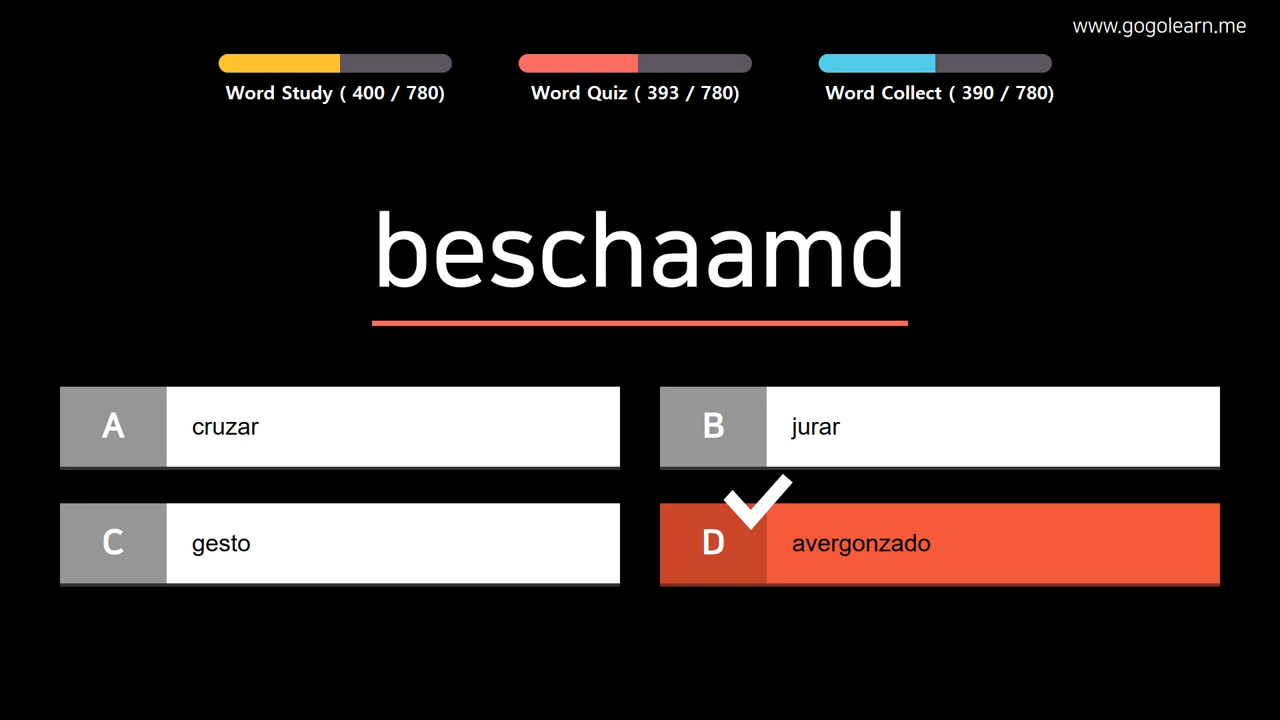 www.gogolearn.me
Word Study ( 400 / 780)
Word Quiz ( 393 / 780)
Word Collect ( 390 / 780)
beschaamd
A cruzar
B jurar
C gesto
D avergonzado